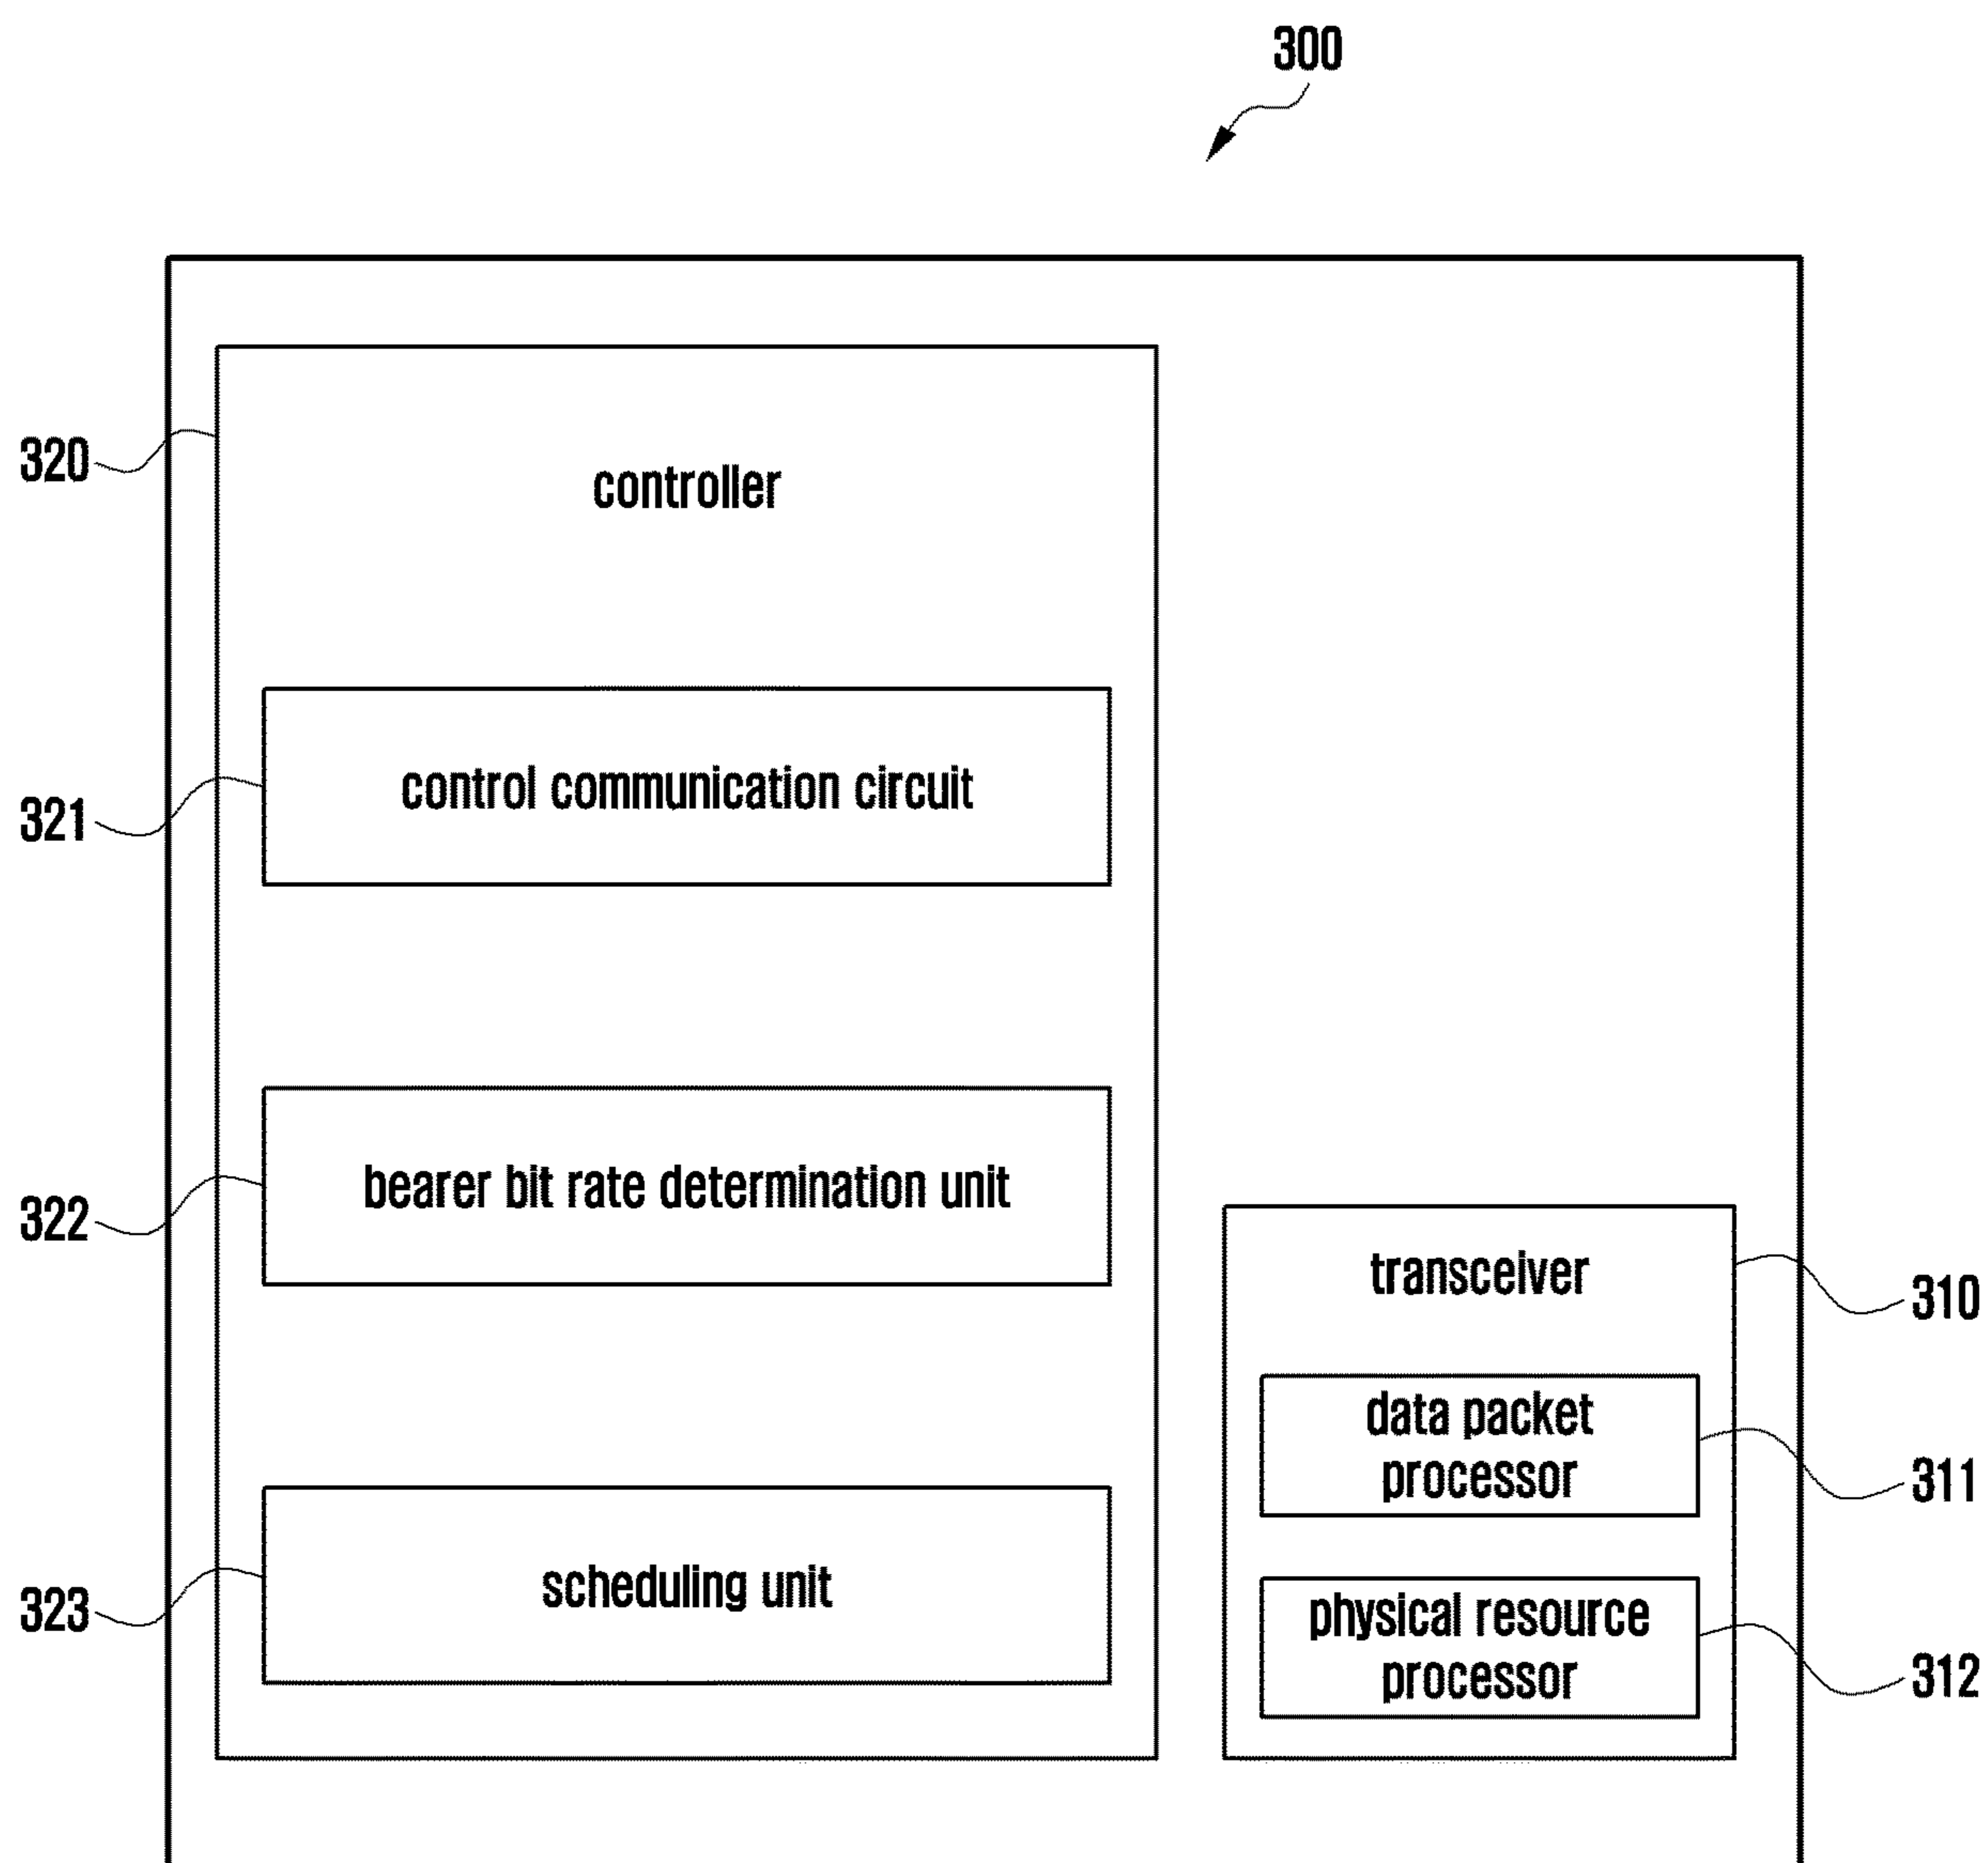 300
320
controller
321
control communication circuit
322
bearer bit rate determination unit
323
scheduling unit
transceiver
310
data packet
processor
311
physical resource
processor
312